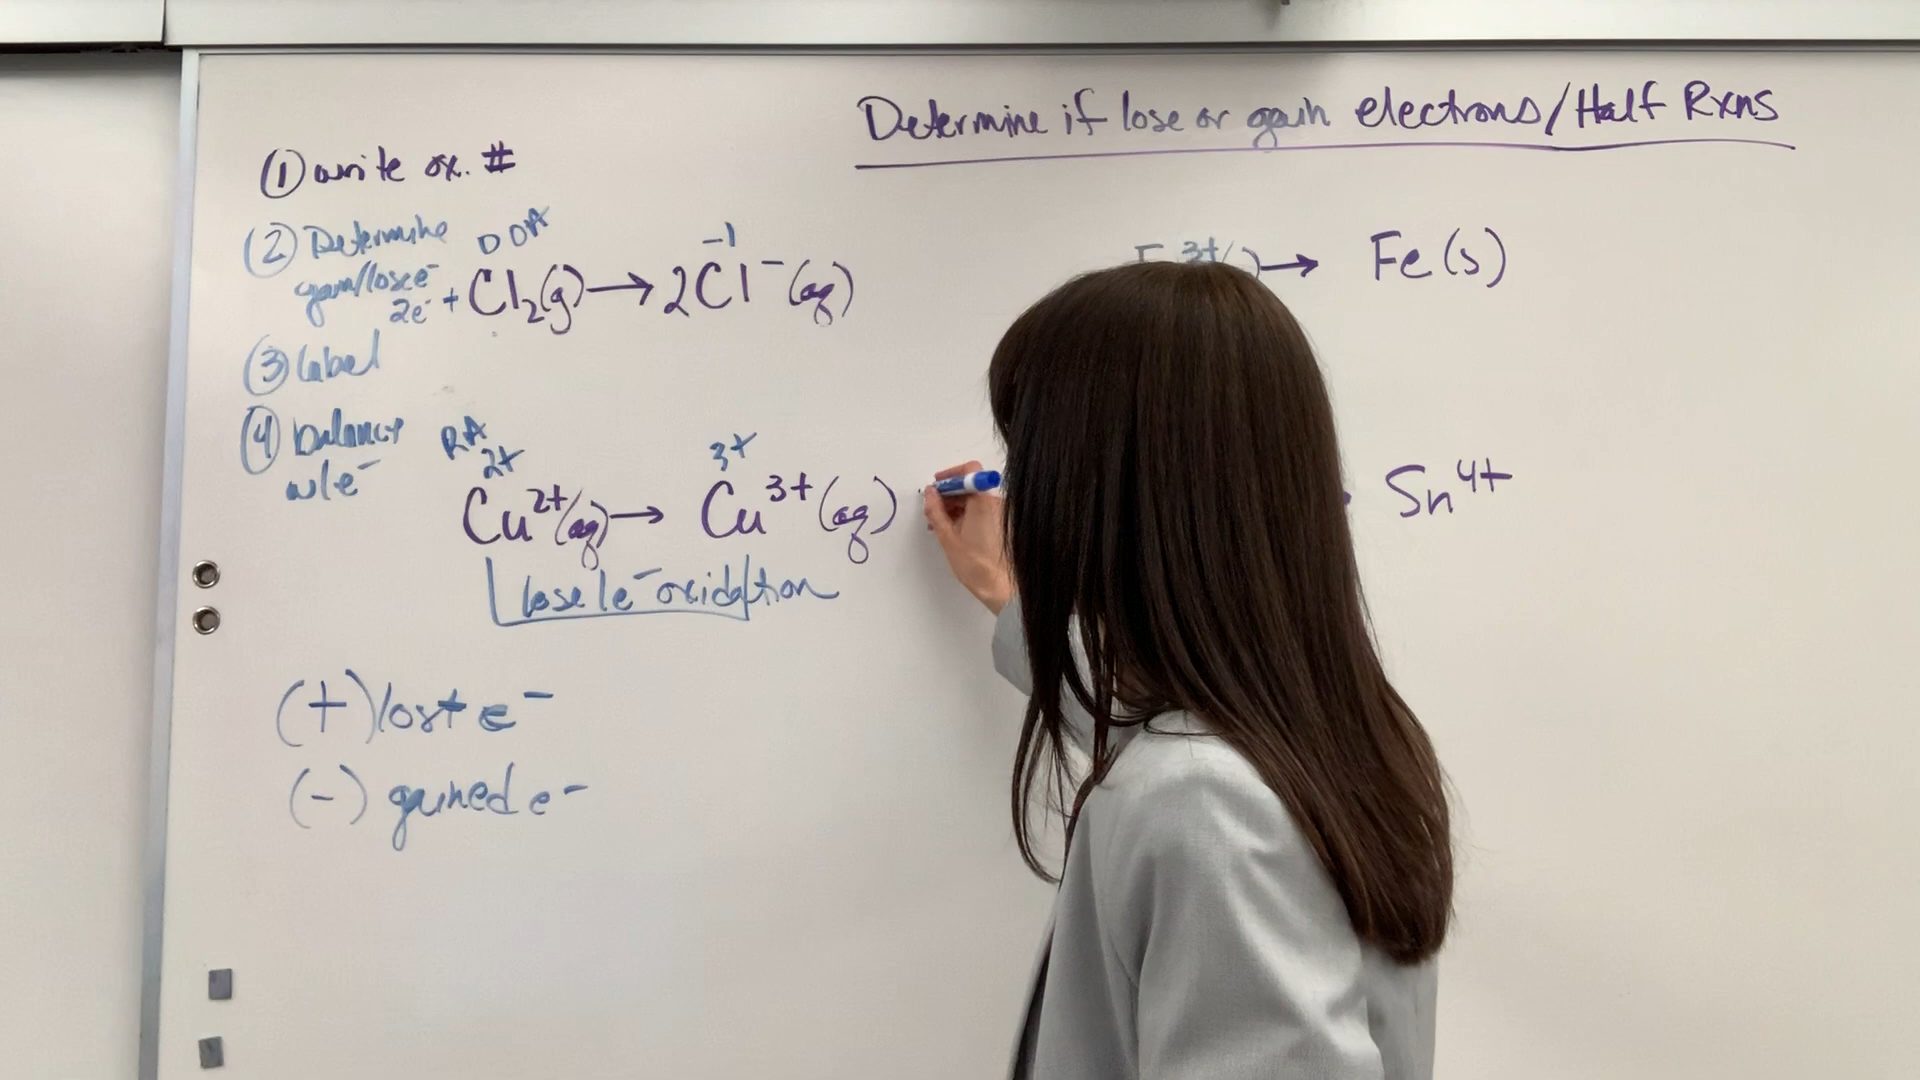 Determine if lose or gain electrons/Half Rxns
① write ox. #
② Determine
gain/lose e⁻
③ label
④ balance
w/e⁻
0 OA -1
2e⁻ + Cl₂(g) → 2Cl⁻(aq)
RA
2+ 3+
Cu²⁺(aq) → Cu³⁺(aq)
lose 1e⁻ oxidation
(+) lost e⁻
(-) gained e⁻
3+ → Fe(s)
Sn⁴⁺